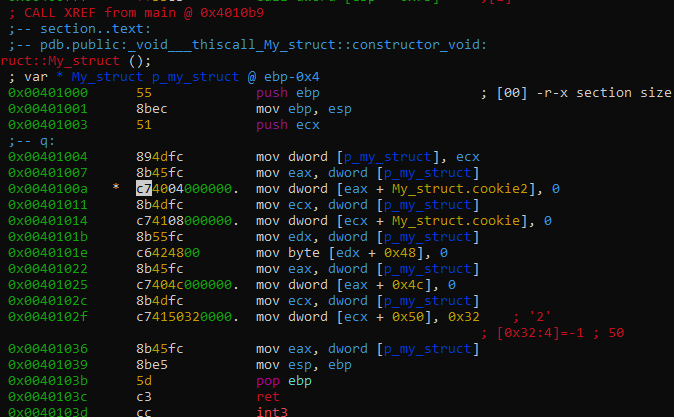 ; CALL XREF from main @ 0x4010b9
;-- section..text:
;-- pdb.public:_void___thiscall_My_struct::constructor_void:
ruct::My_struct ();
; var * My_struct p_my_struct @ ebp-0x4
0x00401000 55 push ebp ; [00] -r-x section size
0x00401001 8bec mov ebp, esp
0x00401003 51 push ecx
;-- q:
0x00401004 894dfc mov dword [p_my_struct], ecx
0x00401007 8b45fc mov eax, dword [p_my_struct]
0x0040100a * c74004000000. mov dword [eax + My_struct.cookie2], 0
0x00401011 8b4dfc mov ecx, dword [p_my_struct]
0x00401014 c74108000000. mov dword [ecx + My_struct.cookie], 0
0x0040101b 8b55fc mov edx, dword [p_my_struct]
0x0040101e c6424800 mov byte [edx + 0x48], 0
0x00401022 8b45fc mov eax, dword [p_my_struct]
0x00401025 c7404c000000. mov dword [eax + 0x4c], 0
0x0040102c 8b4dfc mov ecx, dword [p_my_struct]
0x0040102f c74150320000. mov dword [ecx + 0x50], 0x32 ; '2'
; [0x32:4]=-1 ; 50
0x00401036 8b45fc mov eax, dword [p_my_struct]
0x00401039 8be5 mov esp, ebp
0x0040103b 5d pop ebp
0x0040103c c3 ret
0x0040103d cc int3